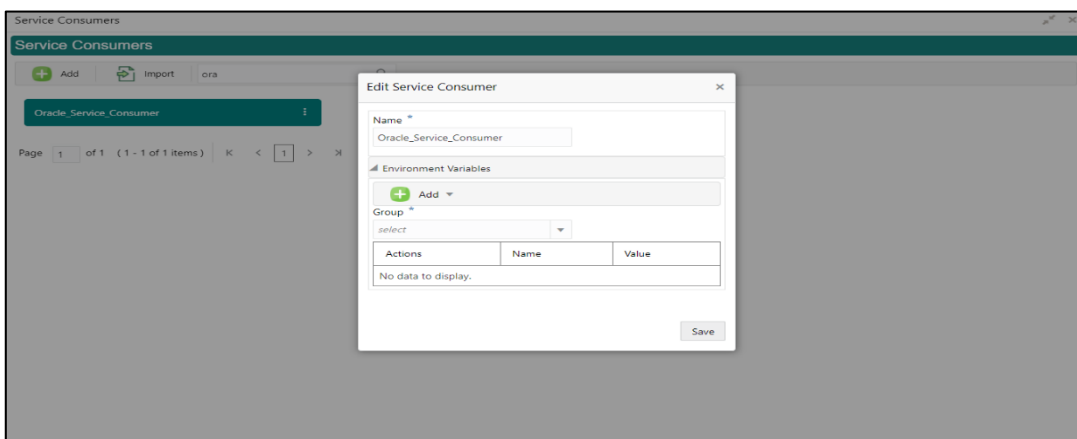 Service Consumers
Service Consumers
Add Import ora
Oracle_Service_Consumer
Page 1 of 1 (1 - 1 of 1 items) K < 1 > >|
Edit Service Consumer ×
Name *
Oracle_Service_Consumer
Environment Variables
Add
Group *
select
Actions Name Value
No data to display.
Save